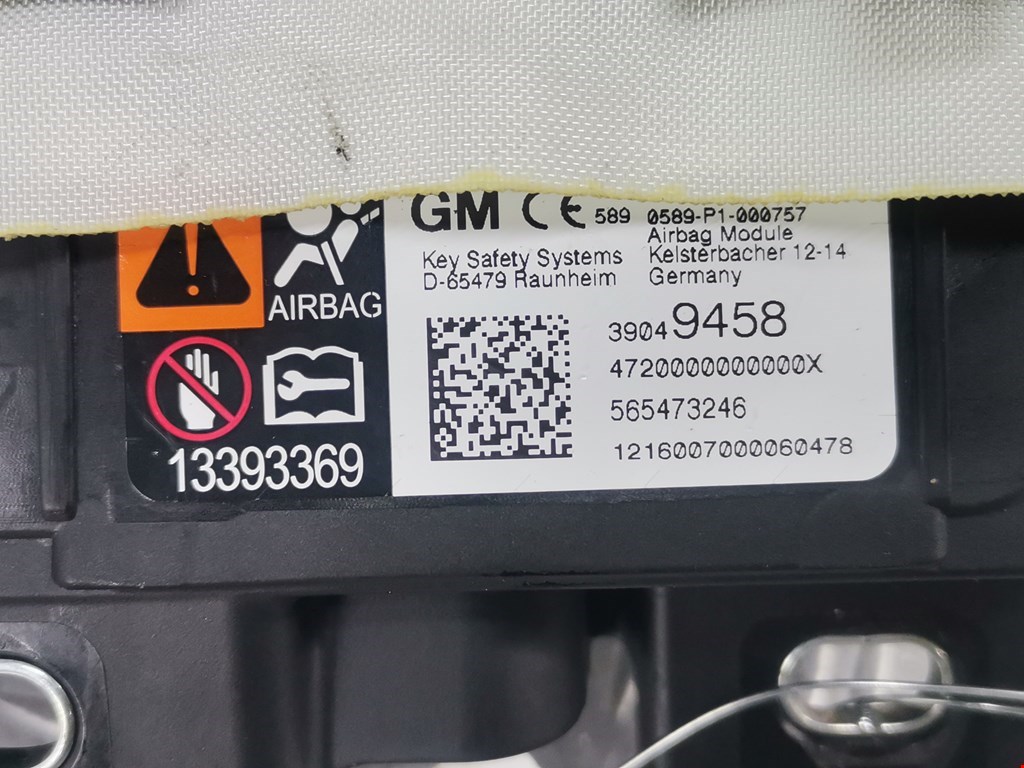 GM CE 589 0589-P1-000757
Airbag Module
Key Safety Systems Kelsterbacher 12-14
D-65479 Raunheim Germany
AIRBAG
39049458
4720000000000X
565473246
1216007000060478
13393369